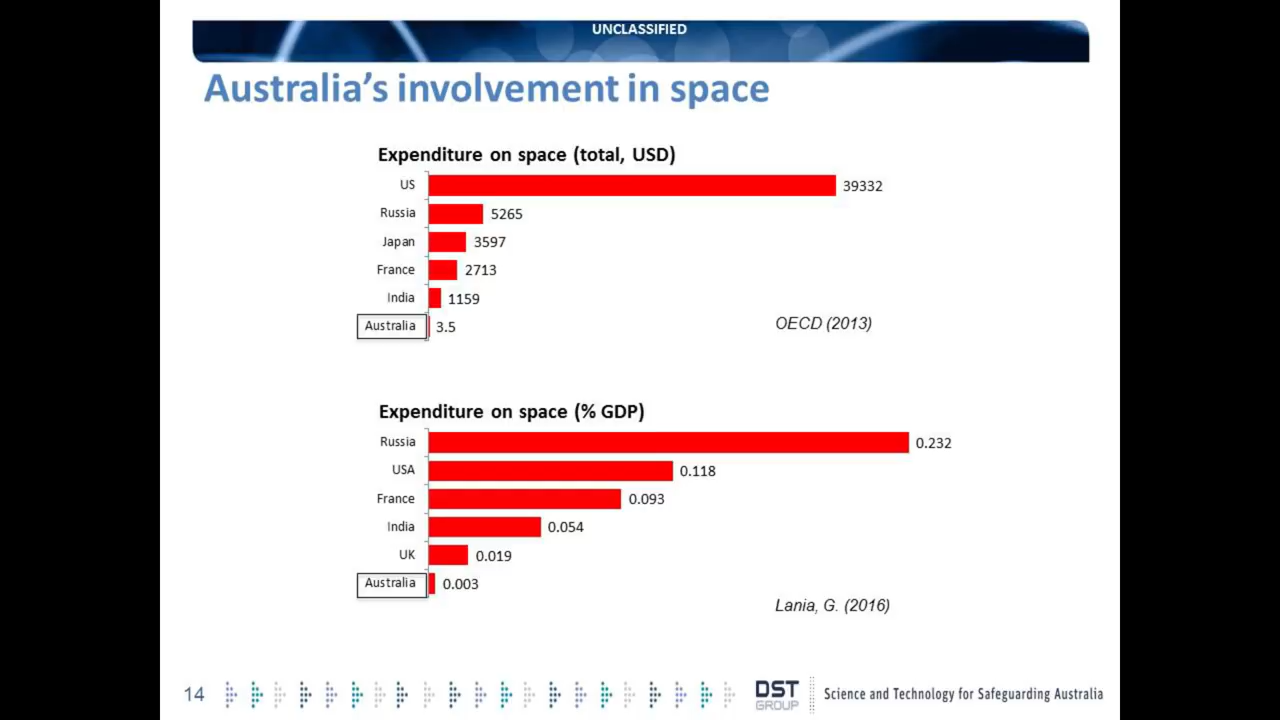 UNCLASSIFIED
Australia's involvement in space
Expenditure on space (total, USD)
US 39332
Russia 5265
Japan 3597
France 2713
India 1159
Australia 3.5
OECD (2013)
Expenditure on space (% GDP)
Russia 0.232
USA 0.118
France 0.093
India 0.054
UK 0.019
Australia 0.003
Lania, G. (2016)
14
DST
GROUP
Science and Technology for Safeguarding Australia